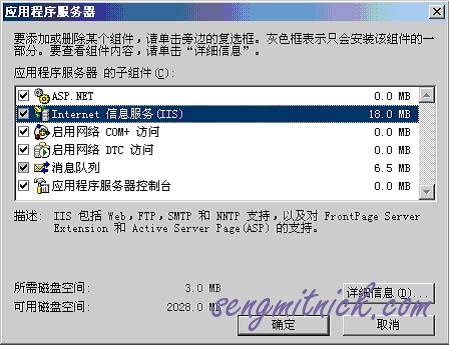 应用程序服务器
要添加或删除某个组件，请单击旁边的复选框。灰色框表示只会安装该组件的一
部分。要查看组件内容，请单击“详细信息”。
应用程序服务器 的子组件(C):
ASP.NET 0.0 MB
Internet 信息服务(IIS) 18.0 MB
启用网络 COM+ 访问 0.0 MB
启用网络 DTC 访问 0.0 MB
消息队列 6.5 MB
应用程序服务器控制台 0.0 MB
描述: IIS 包括 Web，FTP，SMTP 和 NNTP 支持，以及对 FrontPage Server
Extension 和 Active Server Page(ASP) 的支持。
所需磁盘空间: 3.0 MB
详细信息(D)...
可用磁盘空间: 2028.0 MB
sengmitnick.com
确定 取消